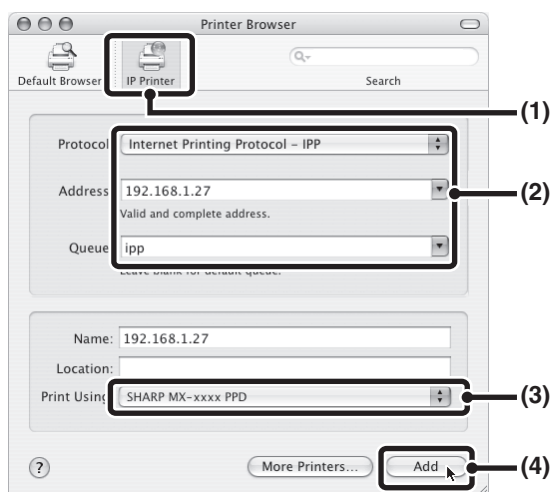 Printer Browser
Default Browser
IP Printer
Search
(1)
Protocol
Internet Printing Protocol – IPP
Address
192.168.1.27
(2)
Valid and complete address.
Queue
ipp
Leave blank for default queue.
Name: 192.168.1.27
Location:
Print Using
SHARP MX-xxxx PPD
(3)
?
More Printers...
Add
(4)